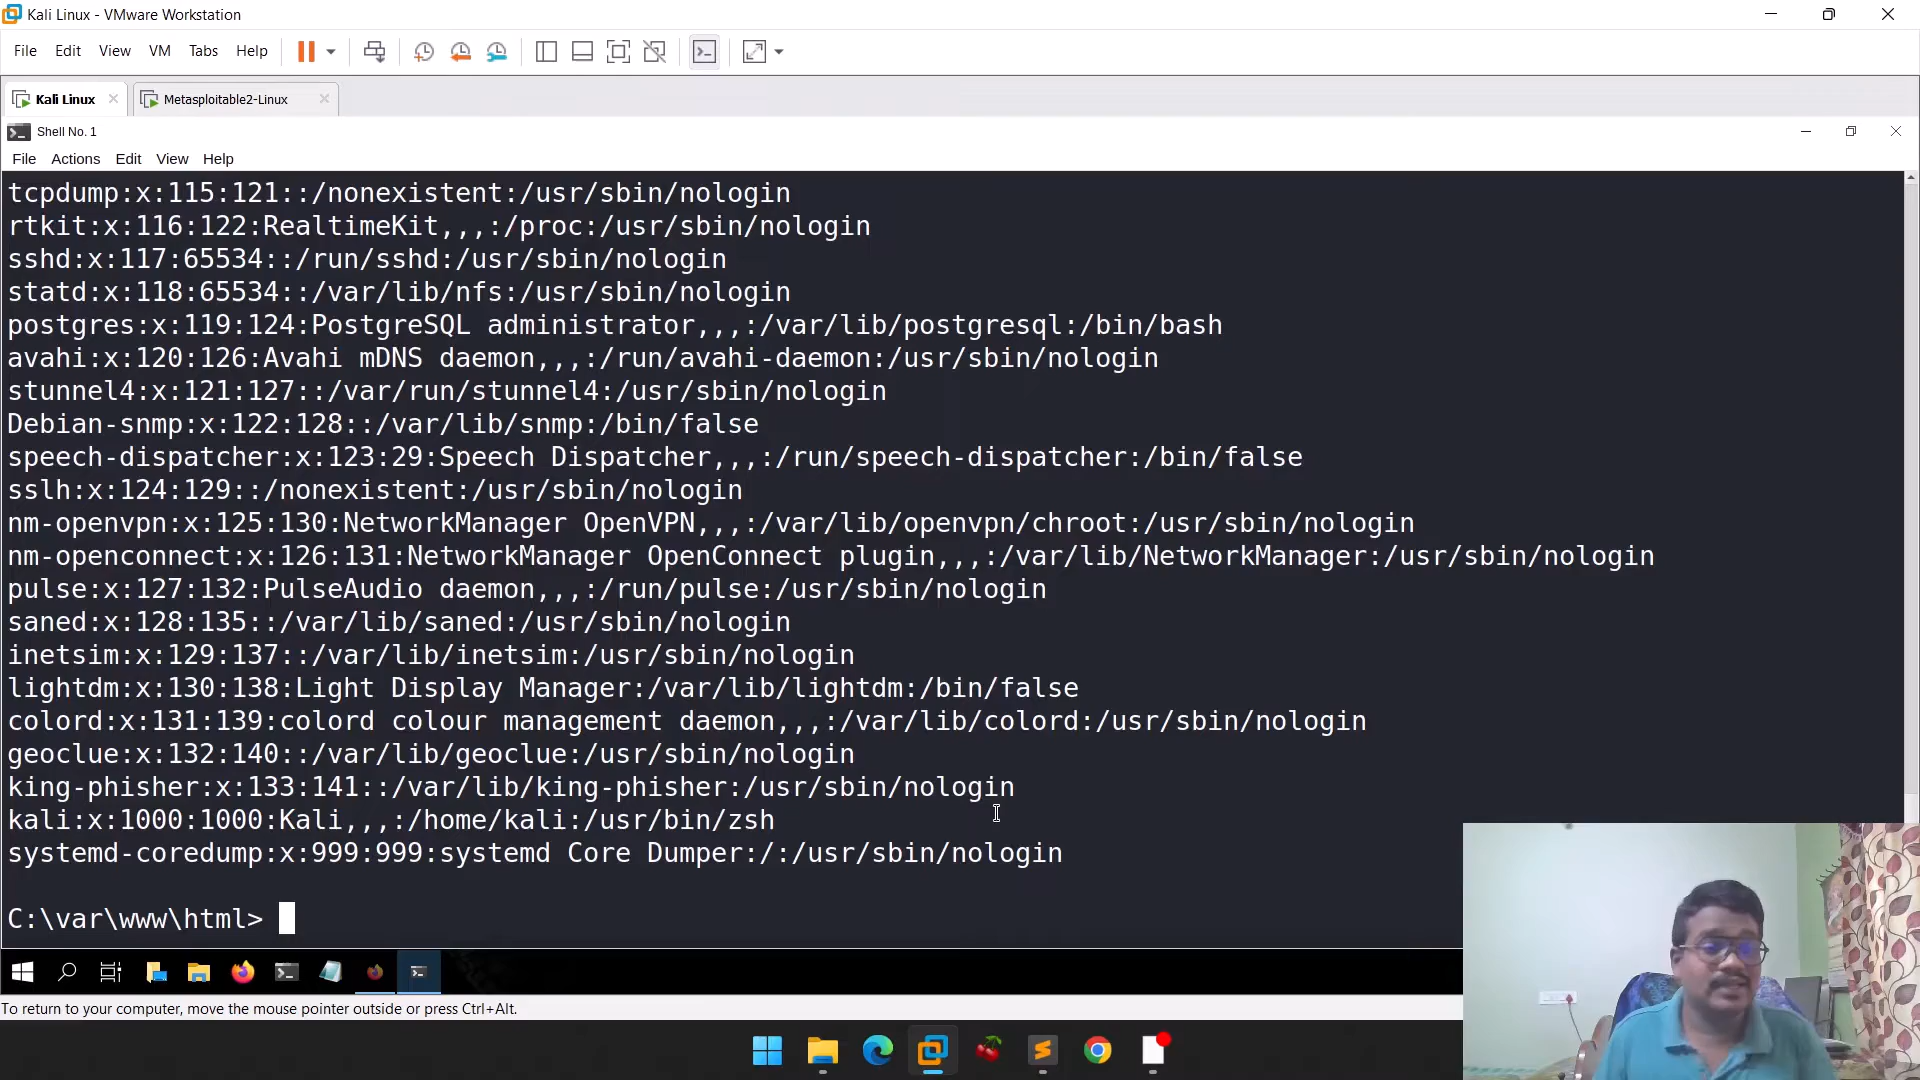 Kali Linux - VMware Workstation
File Edit View VM Tabs Help
Kali Linux Metasploitable2-Linux
Shell No. 1
File Actions Edit View Help
tcpdump:x:115:121::/nonexistent:/usr/sbin/nologin
rtkit:x:116:122:RealtimeKit,,,:/proc:/usr/sbin/nologin
sshd:x:117:65534::/run/sshd:/usr/sbin/nologin
statd:x:118:65534::/var/lib/nfs:/usr/sbin/nologin
postgres:x:119:124:PostgreSQL administrator,,,:/var/lib/postgresql:/bin/bash
avahi:x:120:126:Avahi mDNS daemon,,,:/run/avahi-daemon:/usr/sbin/nologin
stunnel4:x:121:127::/var/run/stunnel4:/usr/sbin/nologin
Debian-snmp:x:122:128::/var/lib/snmp:/bin/false
speech-dispatcher:x:123:29:Speech Dispatcher,,,:/run/speech-dispatcher:/bin/false
sslh:x:124:129::/nonexistent:/usr/sbin/nologin
nm-openvpn:x:125:130:NetworkManager OpenVPN,,,:/var/lib/openvpn/chroot:/usr/sbin/nologin
nm-openconnect:x:126:131:NetworkManager OpenConnect plugin,,,:/var/lib/NetworkManager:/usr/sbin/nologin
pulse:x:127:132:PulseAudio daemon,,,:/run/pulse:/usr/sbin/nologin
saned:x:128:135::/var/lib/saned:/usr/sbin/nologin
inetsim:x:129:137::/var/lib/inetsim:/usr/sbin/nologin
lightdm:x:130:138:Light Display Manager:/var/lib/lightdm:/bin/false
colord:x:131:139:colord colour management daemon,,,:/var/lib/colord:/usr/sbin/nologin
geoclue:x:132:140::/var/lib/geoclue:/usr/sbin/nologin
king-phisher:x:133:141::/var/lib/king-phisher:/usr/sbin/nologin
kali:x:1000:1000:Kali,,,:/home/kali:/usr/bin/zsh
systemd-coredump:x:999:999:systemd Core Dumper:/:/usr/sbin/nologin
C:\var\www\html>
To return to your computer, move the mouse pointer outside or press Ctrl+Alt.